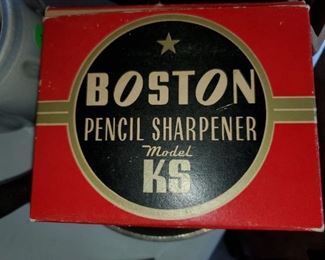 BOSTON
PENCIL SHARPENER
Model
KS